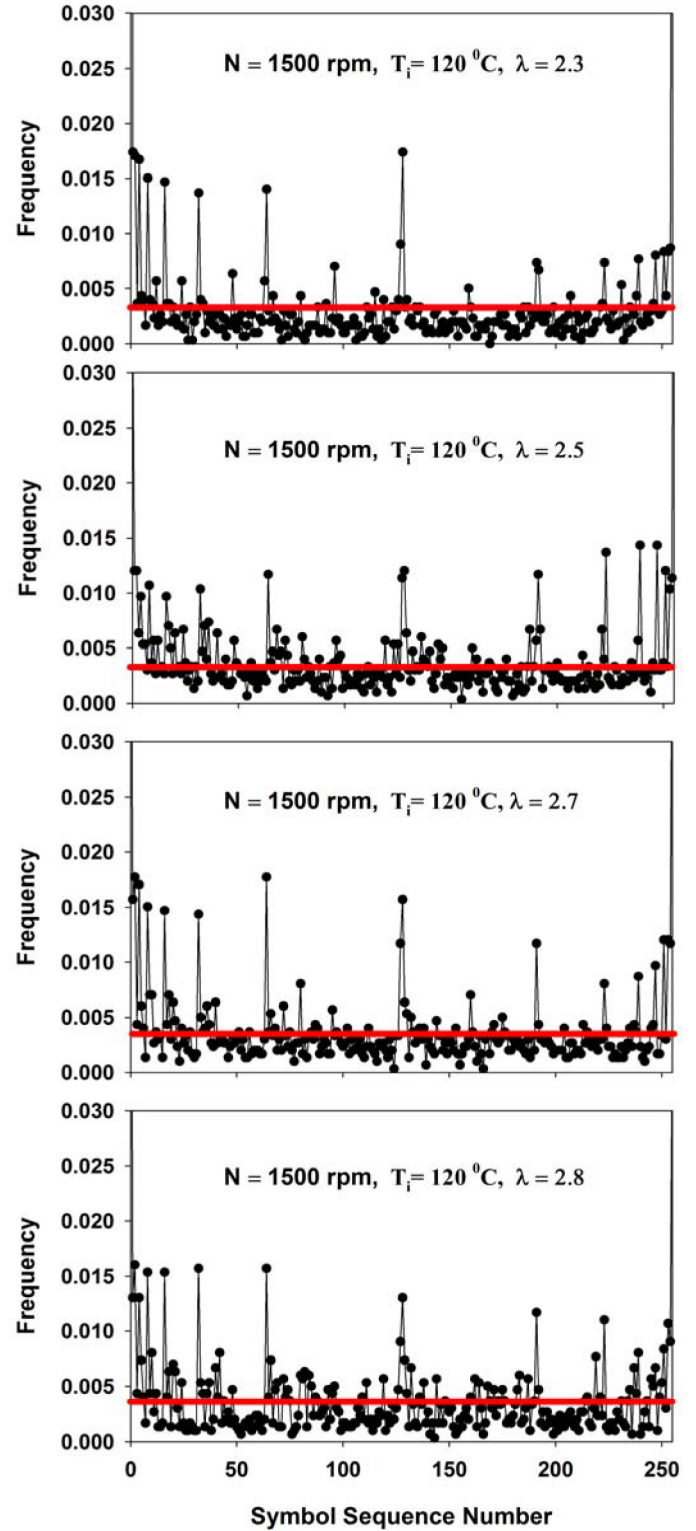 0.030
N = 1500 rpm, Ti= 120 ⁰C, λ = 2.3
0.025
0.020
Frequency
0.015
0.010
0.005
0.000
0.030
N = 1500 rpm, Ti= 120 ⁰C, λ = 2.5
0.025
0.020
Frequency
0.015
0.010
0.005
0.000
0.030
N = 1500 rpm, Ti= 120 ⁰C, λ = 2.7
0.025
0.020
Frequency
0.015
0.010
0.005
0.000
0.030
N = 1500 rpm, Ti= 120 ⁰C, λ = 2.8
0.025
0.020
Frequency
0.015
0.010
0.005
0.000
0 50 100 150 200 250
Symbol Sequence Number